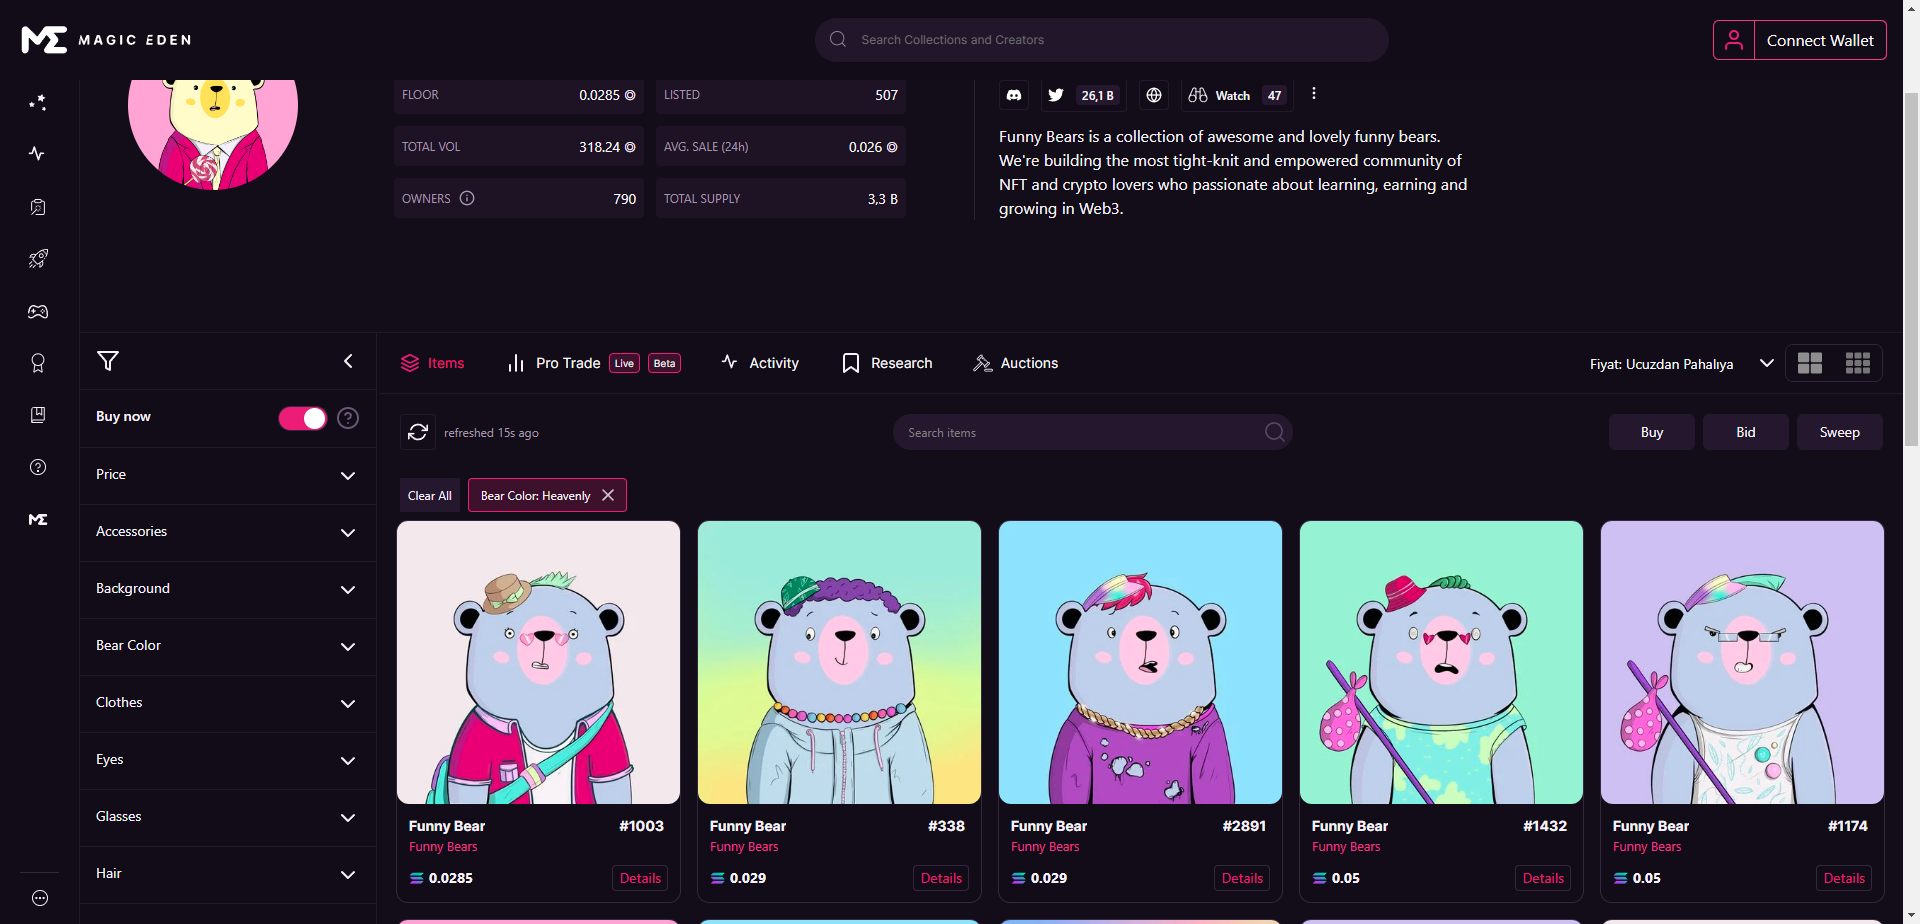 MAGIC EDEN
Search Collections and Creators
Connect Wallet
FLOOR 0.0285
LISTED 507
26,1 B
Watch 47
TOTAL VOL 318.24
AVG. SALE (24h) 0.026
OWNERS 790
TOTAL SUPPLY 3,3 B
Funny Bears is a collection of awesome and lovely funny bears.
We're building the most tight-knit and empowered community of
NFT and crypto lovers who passionate about learning, earning and
growing in Web3.
Items
Pro Trade Live Beta
Activity
Research
Auctions
Fiyat: Ucuzdan Pahalıya
Buy now
Price
Accessories
Background
Bear Color
Clothes
Eyes
Glasses
Hair
refreshed 15s ago
Search items
Buy
Bid
Sweep
Clear All
Bear Color: Heavenly
Funny Bear #1003
Funny Bears
0.0285 Details
Funny Bear #338
Funny Bears
0.029 Details
Funny Bear #2891
Funny Bears
0.029 Details
Funny Bear #1432
Funny Bears
0.05 Details
Funny Bear #1174
Funny Bears
0.05 Details